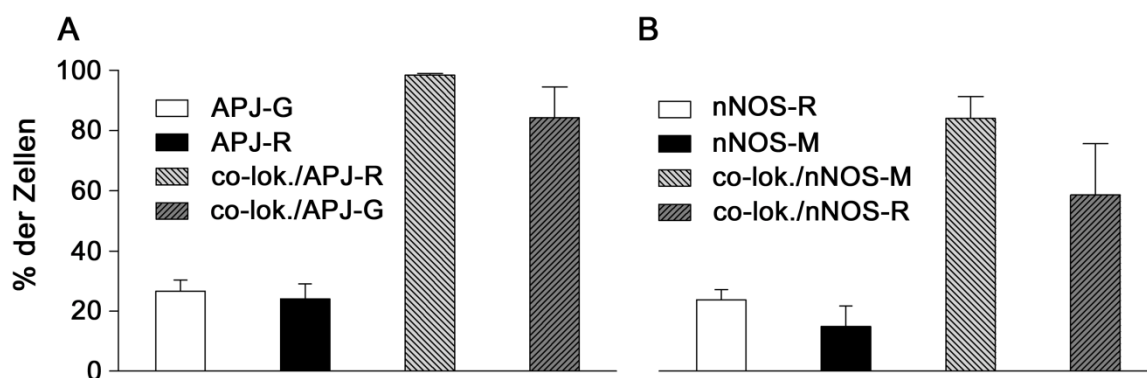 A
B
% der Zellen
100
80
60
40
20
0
APJ-G
APJ-R
co-lok./APJ-R
co-lok./APJ-G
nNOS-R
nNOS-M
co-lok./nNOS-M
co-lok./nNOS-R